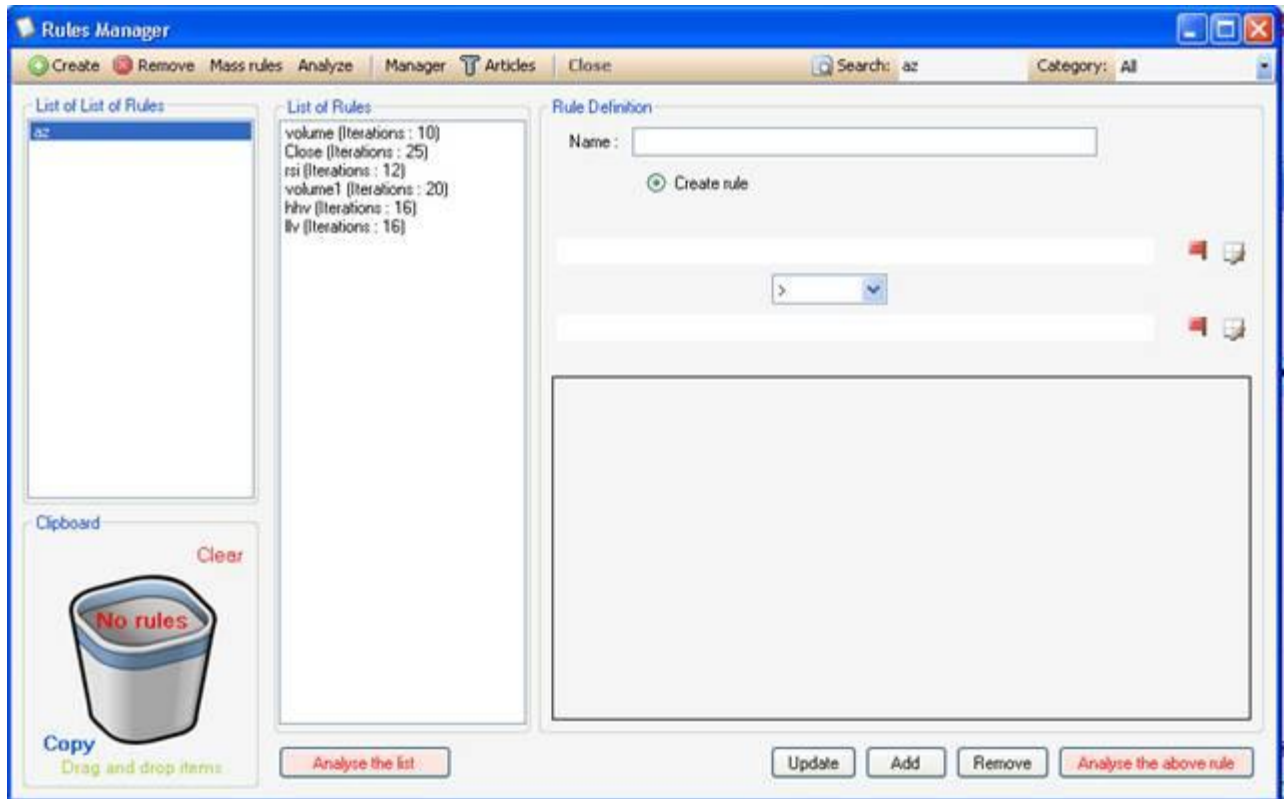 Rules Manager
Create Remove Mass rules Analyze Manager Articles Close Search: az Category: All
List of List of Rules
az
List of Rules
volume (Iterations : 10)
Close (Iterations : 25)
rsi (Iterations : 12)
volume1 (Iterations : 20)
hhv (Iterations : 16)
llv (Iterations : 16)
Rule Definition
Name :
Create rule
>
Clipboard
Clear
No rules
Copy
Drag and drop items
Analyse the list
Update Add Remove Analyse the above rule